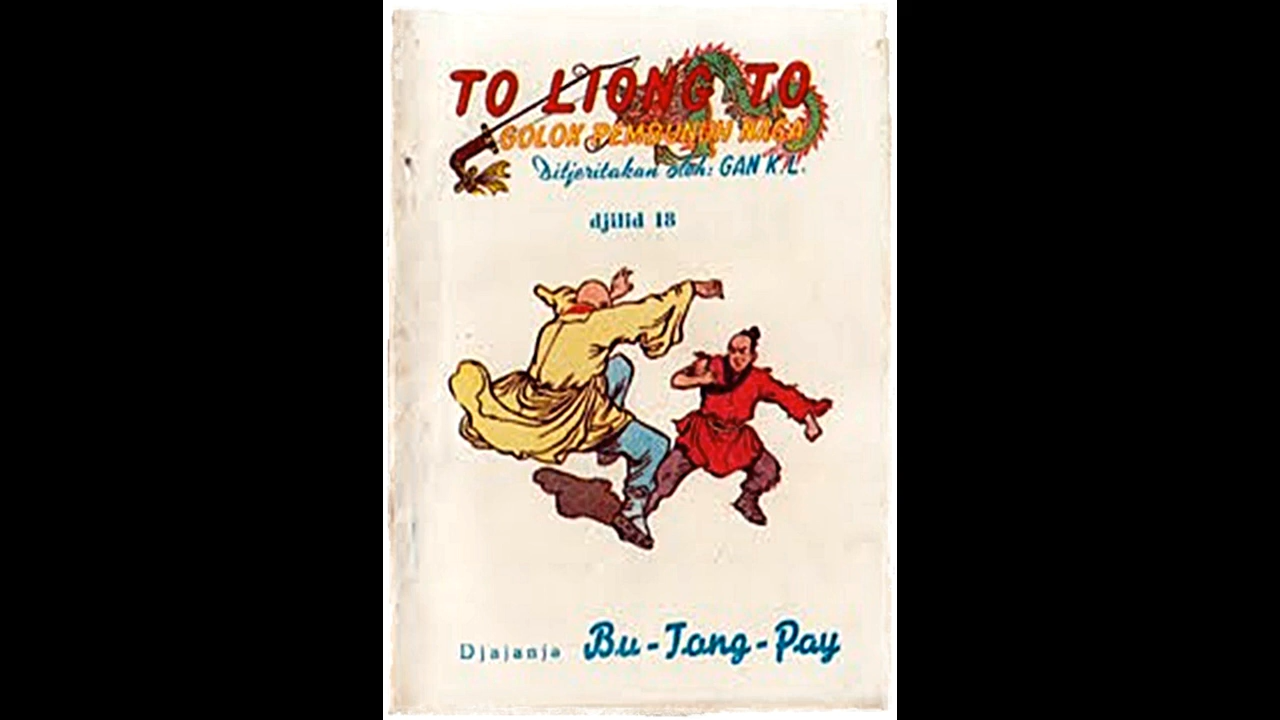 TO LIONG TO
GOLOK PEMBUNUH NAGA
Ditjeritakan oleh: GAN K.L.
djilid 18
Djajanja Bu-Tong-Pay